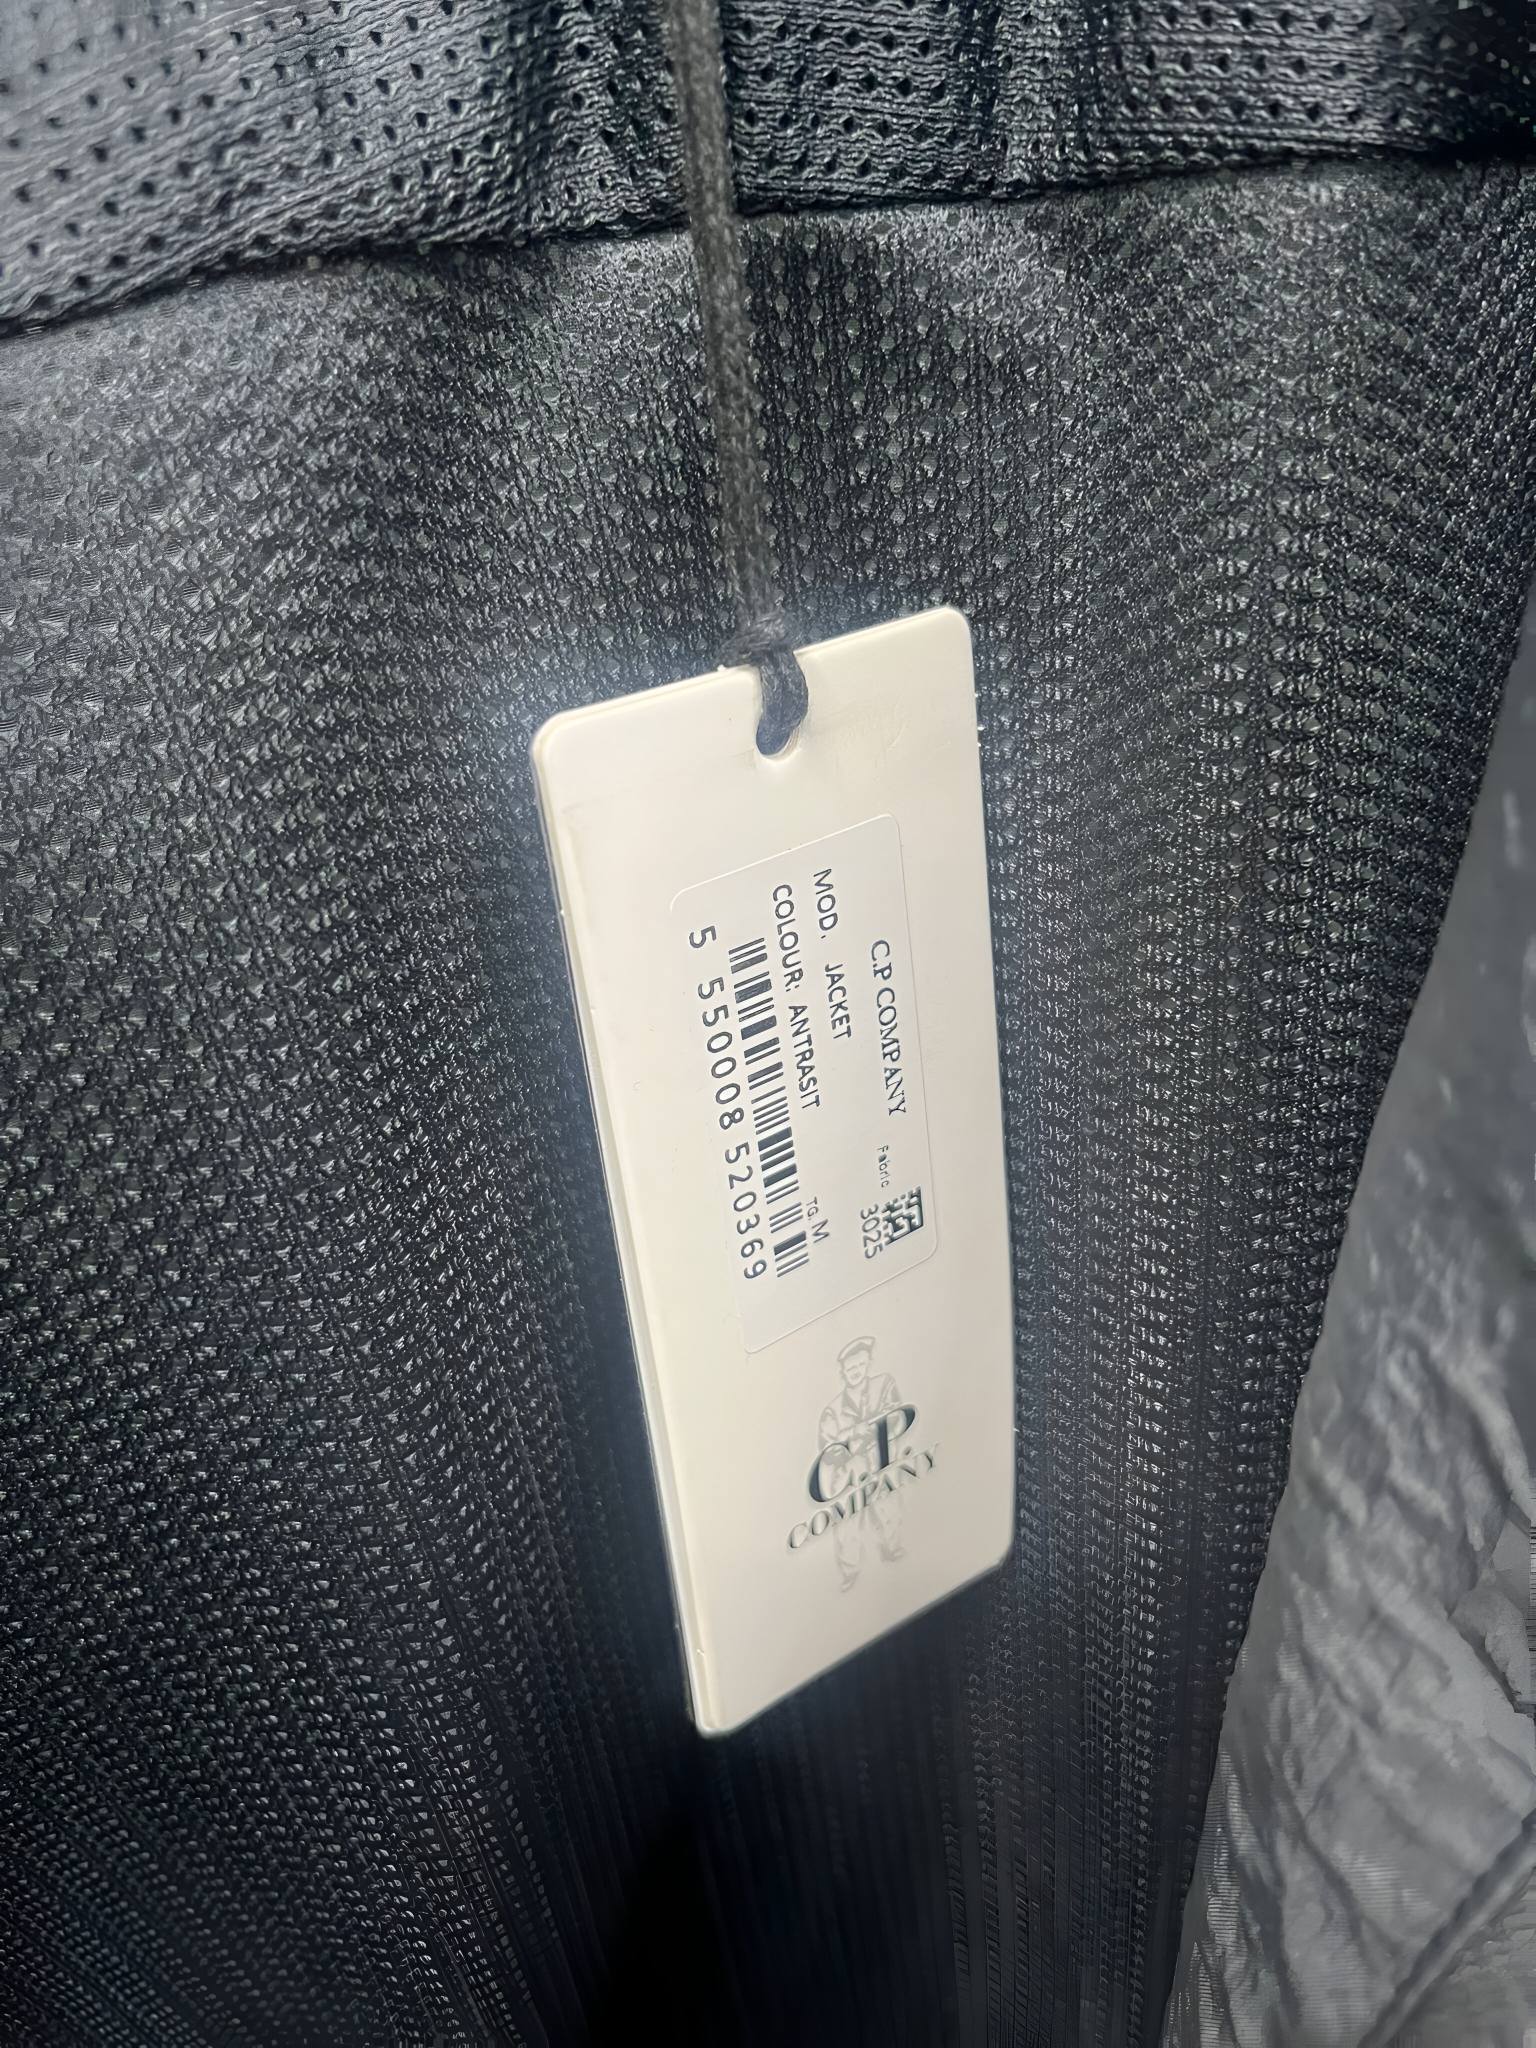 C.P. COMPANY
Fabric 3025
MOD. JACKET
COLOUR: ANTRASIT
TG. M
5 550008 520369
C.P.
COMPANY